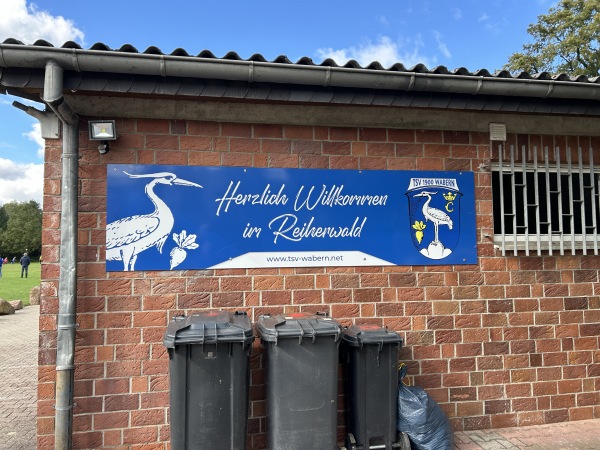 Herzlich Willkommen
im Reiherwald
www.tsv-wabern.net
TSV 1900 WABERN
C